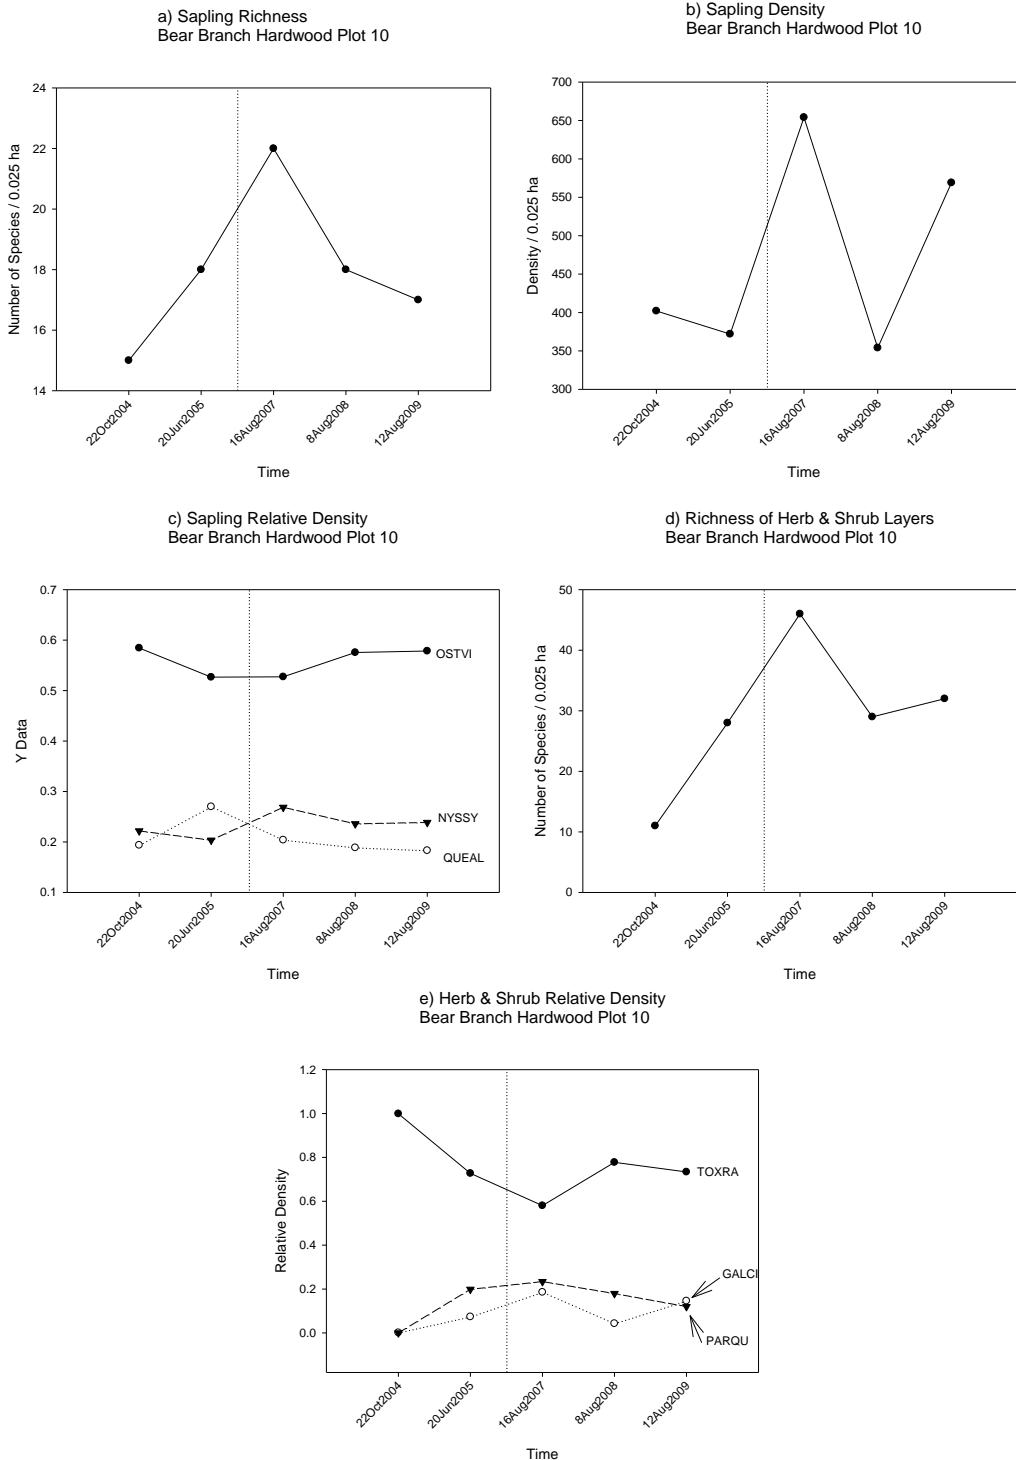 a) Sapling Richness
Bear Branch Hardwood Plot 10
24
22
20
18
16
14
Number of Species / 0.025 ha
22Oct2004
20Jun2005
16Aug2007
8Aug2008
12Aug2009
Time
b) Sapling Density
Bear Branch Hardwood Plot 10
700
650
600
550
500
450
400
350
300
Density / 0.025 ha
22Oct2004
20Jun2005
16Aug2007
8Aug2008
12Aug2009
Time
c) Sapling Relative Density
Bear Branch Hardwood Plot 10
0.7
0.6
0.5
0.4
0.3
0.2
0.1
Y Data
OSTVI
NYSSY
QUEAL
22Oct2004
20Jun2005
16Aug2007
8Aug2008
12Aug2009
Time
d) Richness of Herb & Shrub Layers
Bear Branch Hardwood Plot 10
50
40
30
20
10
0
Number of Species / 0.025 ha
22Oct2004
20Jun2005
16Aug2007
8Aug2008
12Aug2009
Time
e) Herb & Shrub Relative Density
Bear Branch Hardwood Plot 10
1.2
1.0
0.8
0.6
0.4
0.2
0.0
Relative Density
TOXRA
GALCI
PARQU
22Oct2004
20Jun2005
16Aug2007
8Aug2008
12Aug2009
Time